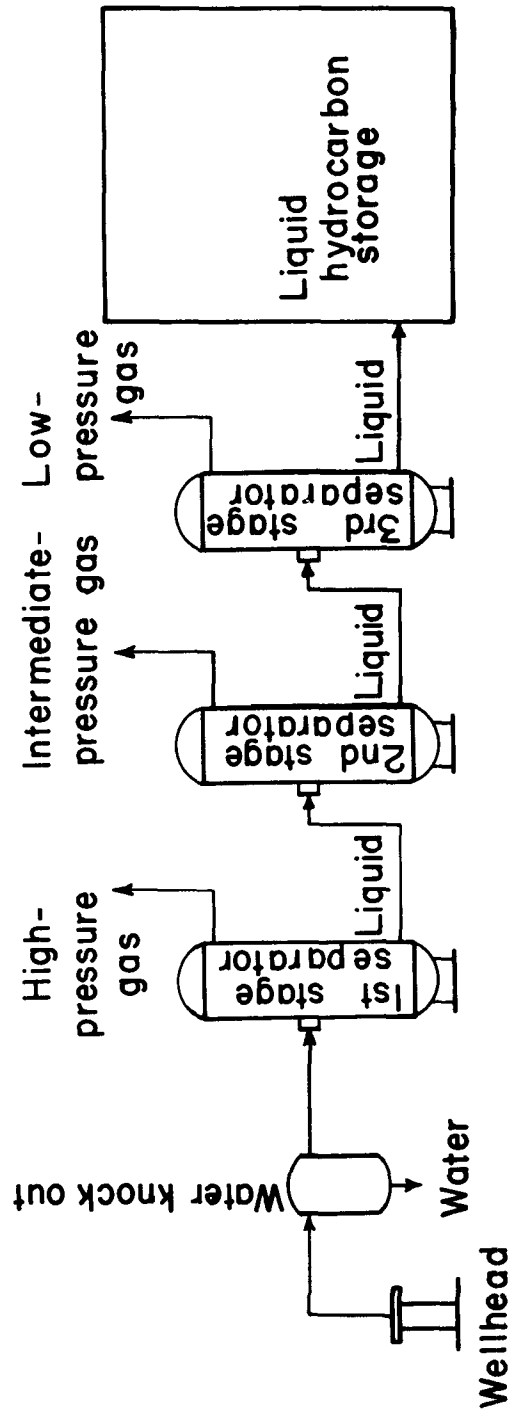 Wellhead
Water knock out
Water
High-
pressure
gas
1st stage
separator
Liquid
Intermediate-
pressure gas
2nd stage
separator
Liquid
Low-
pressure
gas
3rd stage
separator
Liquid
Liquid
hydrocarbon
storage